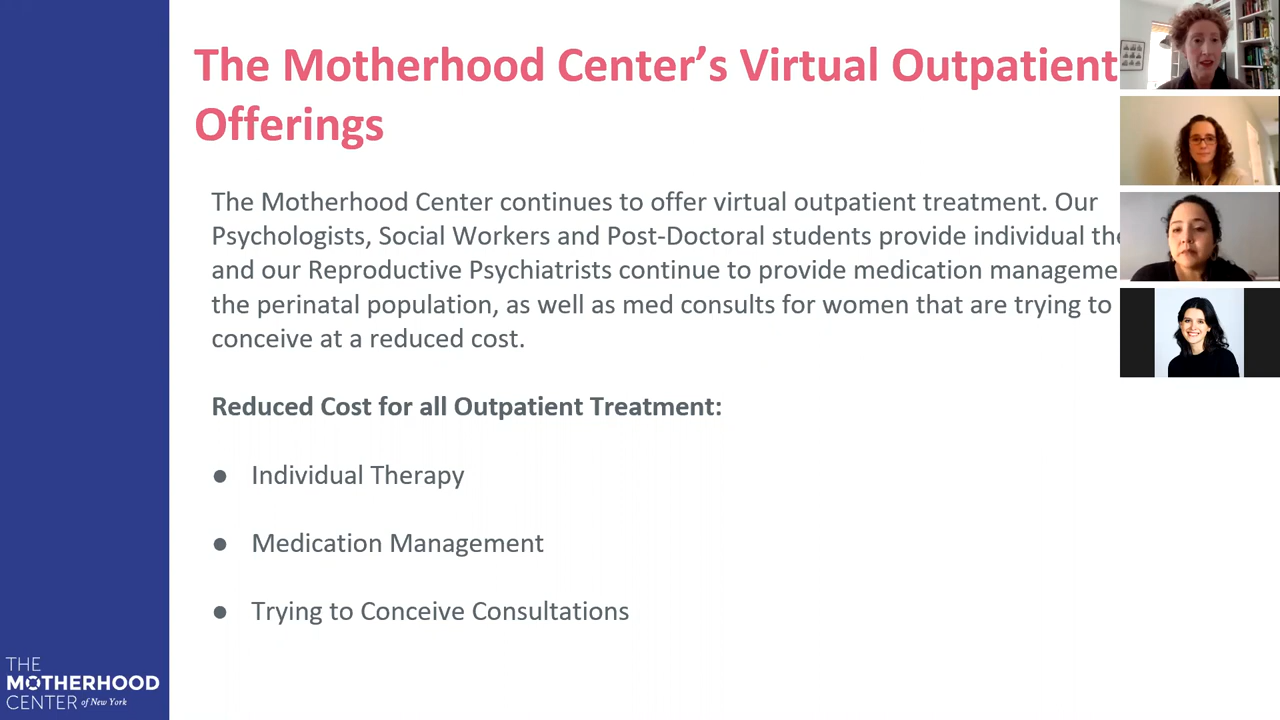 The Motherhood Center’s Virtual Outpatient
Offerings
The Motherhood Center continues to offer virtual outpatient treatment. Our
Psychologists, Social Workers and Post-Doctoral students provide individual
and our Reproductive Psychiatrists continue to provide medication
the perinatal population, as well as med consults for women that are trying to
conceive at a reduced cost.
Reduced Cost for all Outpatient Treatment:
● Individual Therapy
● Medication Management
● Trying to Conceive Consultations
THE
MOTHERHOOD
CENTER of New York